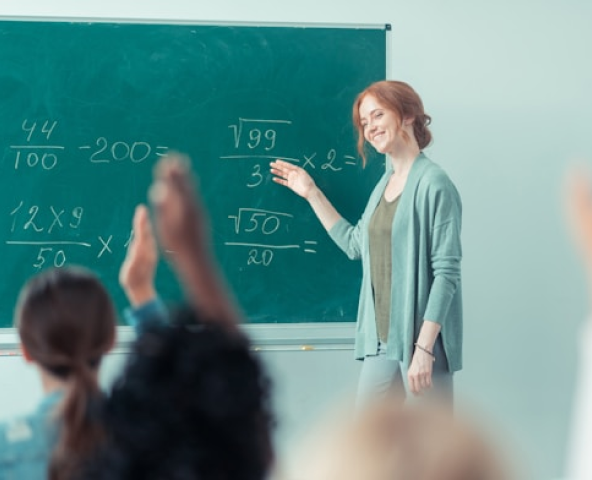 44/100 -200=
√99/3 ×2=
12×9/50 ×
√50/20 =